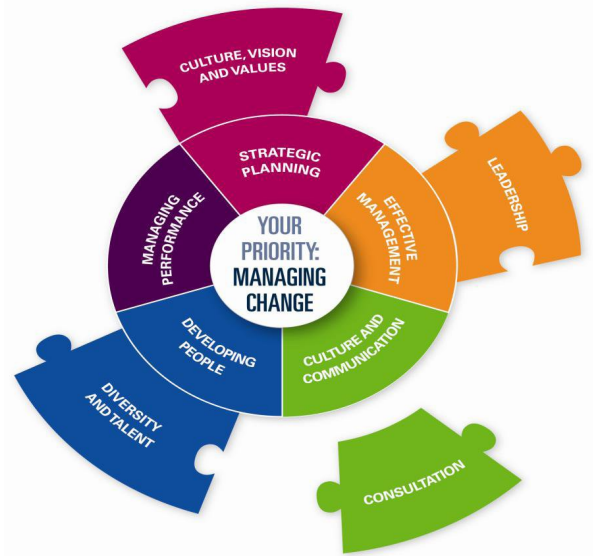 CULTURE, VISION
AND VALUES
STRATEGIC
PLANNING
LEADERSHIP
EFFECTIVE
MANAGEMENT
MANAGING
PERFORMANCE
YOUR
PRIORITY:
MANAGING
CHANGE
DEVELOPING
PEOPLE
CULTURE AND
COMMUNICATION
DIVERSITY
AND TALENT
CONSULTATION